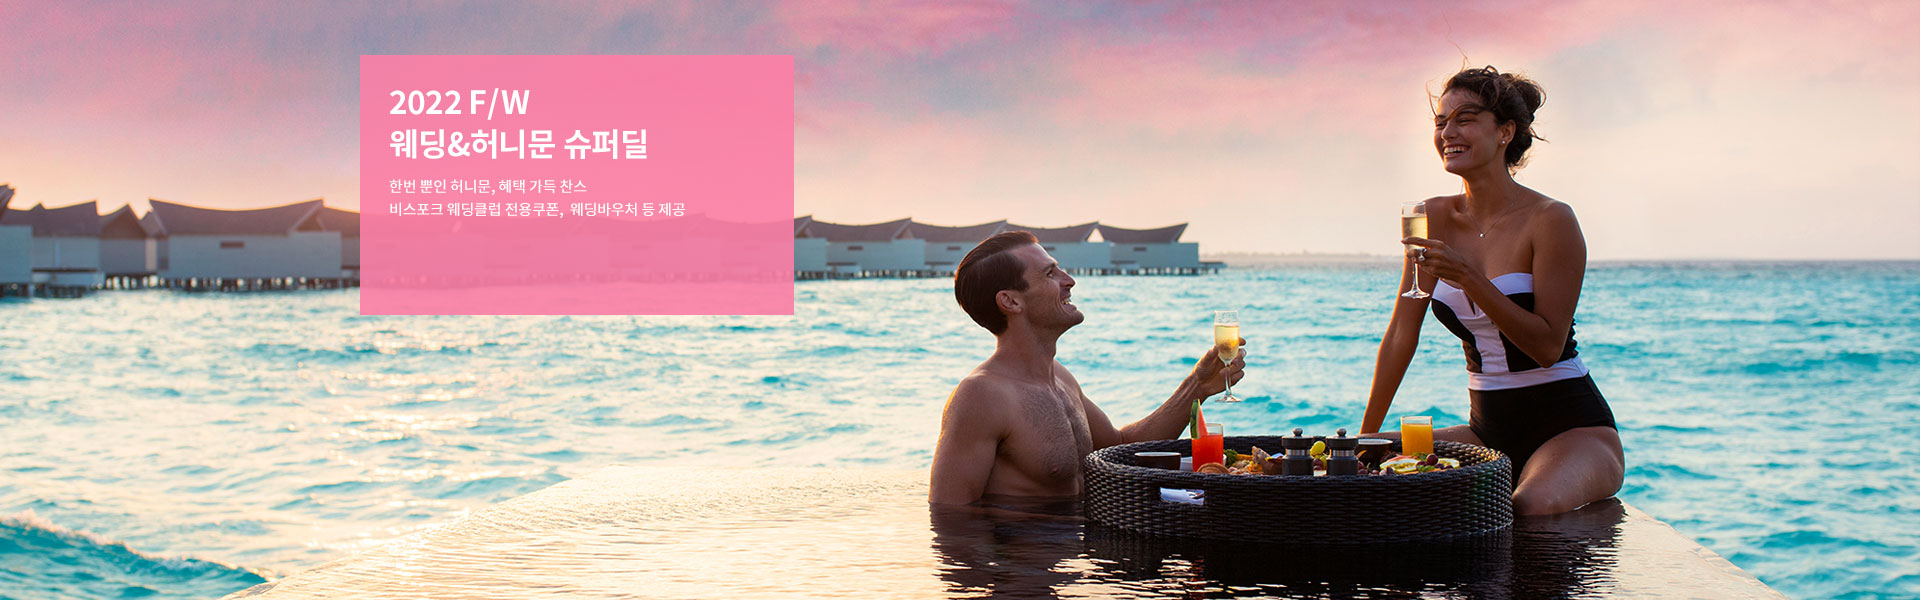 2022 F/W
웨딩&허니문 슈퍼딜
한번 뿐인 허니문, 혜택 가득 찬스
비스포크 웨딩클럽 전용쿠폰, 웨딩바우처 등 제공